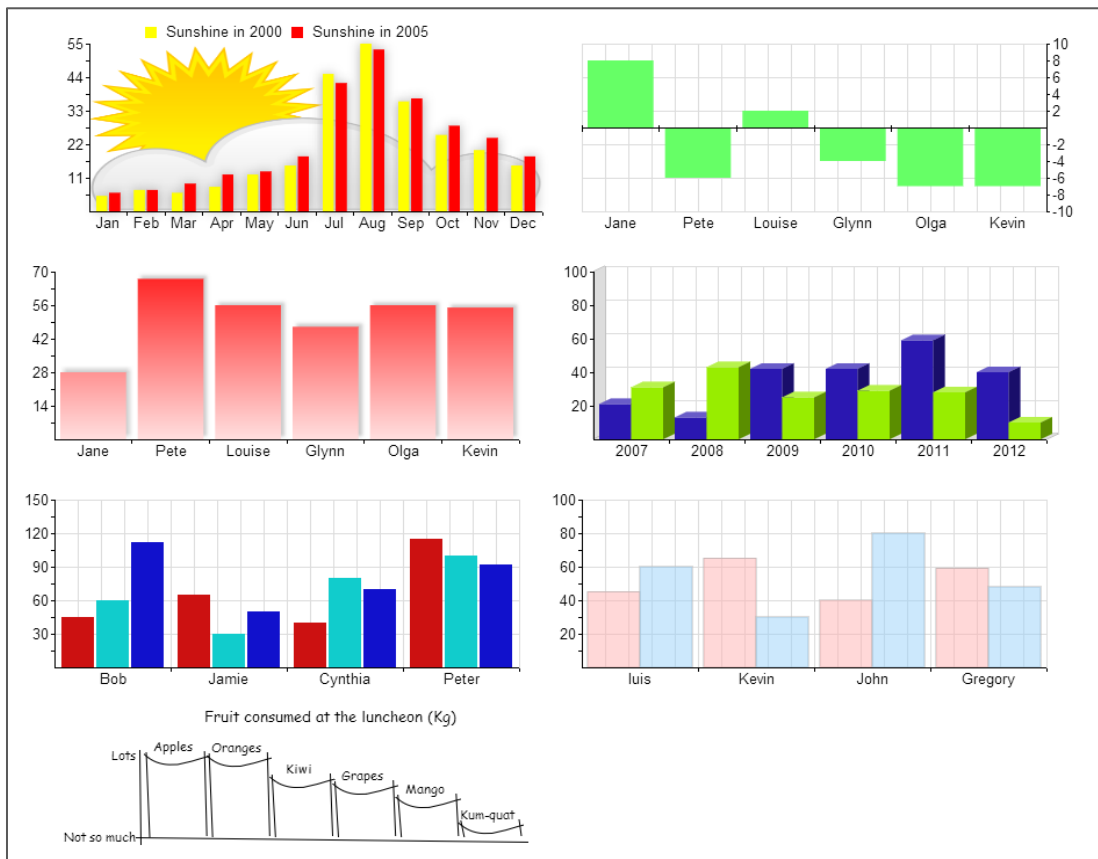 Sunshine in 2000 Sunshine in 2005
55
44
33
22
11
Jan Feb Mar Apr May Jun Jul Aug Sep Oct Nov Dec
10
8
6
4
2
-2
-4
-6
-8
-10
Jane Pete Louise Glynn Olga Kevin
70
56
42
28
14
Jane Pete Louise Glynn Olga Kevin
100
80
60
40
20
2007 2008 2009 2010 2011 2012
150
120
90
60
30
Bob Jamie Cynthia Peter
100
80
60
40
20
luis Kevin John Gregory
Fruit consumed at the luncheon (Kg)
Lots Apples Oranges
Kiwi
Grapes
Mango
Kum-quat
Not so much